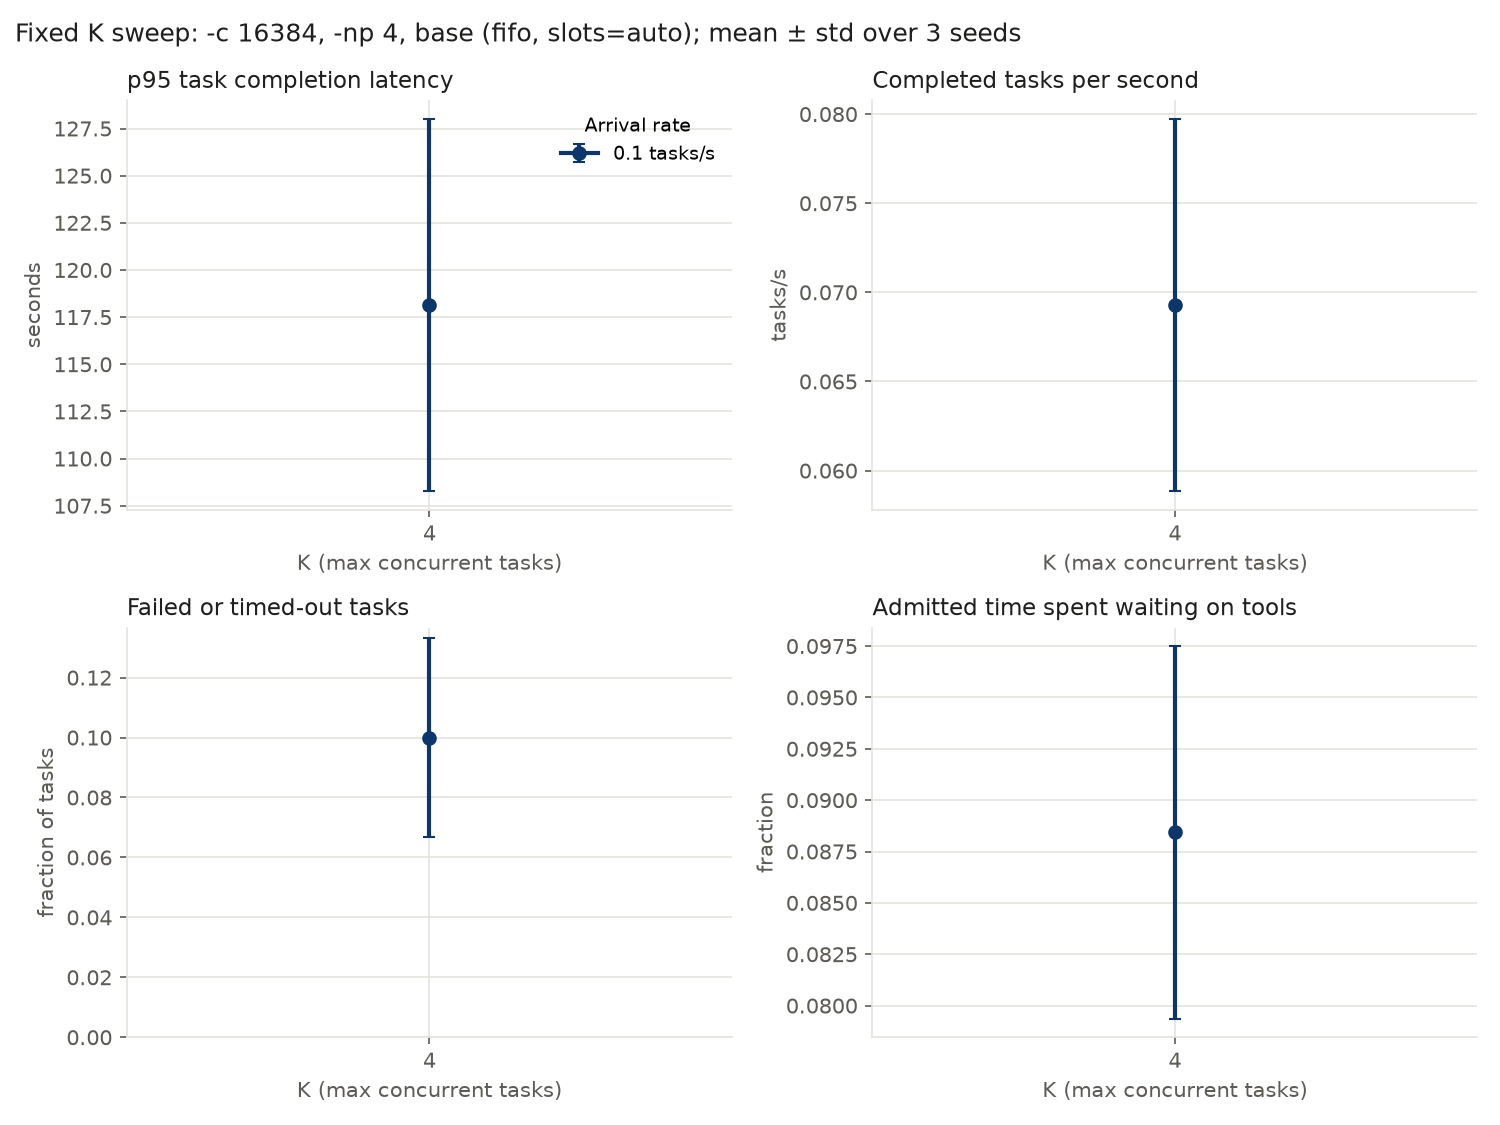 Fixed K sweep: -c 16384, -np 4, base (fifo, slots=auto); mean ± std over 3 seeds
p95 task completion latency
127.5
125.0
122.5
120.0
117.5
115.0
112.5
110.0
107.5
seconds
Arrival rate
0.1 tasks/s
4
K (max concurrent tasks)
Completed tasks per second
0.080
0.075
0.070
0.065
0.060
tasks/s
4
K (max concurrent tasks)
Failed or timed-out tasks
0.12
0.10
0.08
0.06
0.04
0.02
0.00
fraction of tasks
4
K (max concurrent tasks)
Admitted time spent waiting on tools
0.0975
0.0950
0.0925
0.0900
0.0875
0.0850
0.0825
0.0800
fraction
4
K (max concurrent tasks)